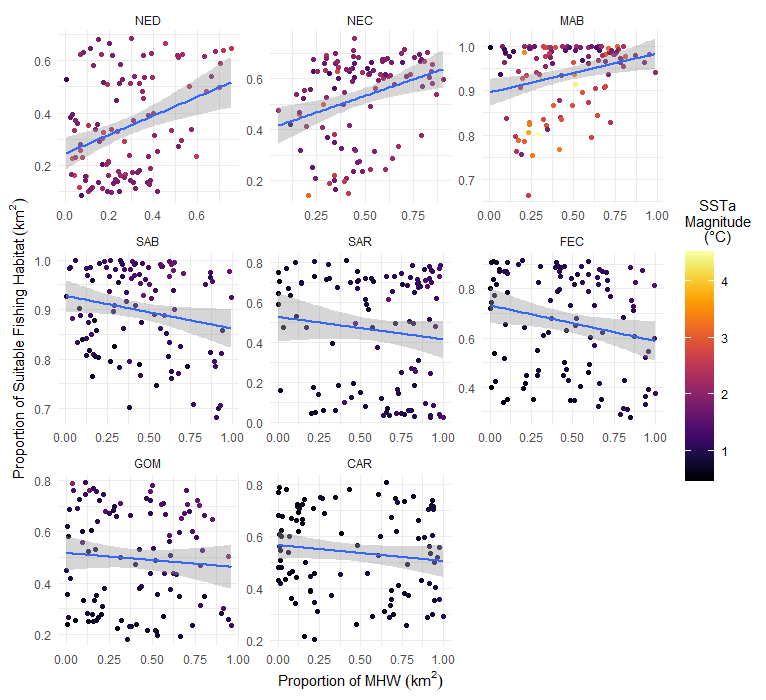 NED NEC MAB
0.6 0.4 0.2
0.0 0.2 0.4 0.6
0.6 0.4 0.2
0.00 0.25 0.50 0.75
1.0 0.9 0.8 0.7
0.00 0.25 0.50 0.75 1.00
SAB SAR FEC
1.0 0.9 0.8 0.7
0.00 0.25 0.50 0.75 1.00
0.8 0.6 0.4 0.2 0.0
0.00 0.25 0.50 0.75 1.00
0.8 0.6 0.4
0.00 0.25 0.50 0.75 1.00
GOM CAR
0.8 0.6 0.4 0.2
0.00 0.25 0.50 0.75 1.00
0.8 0.6 0.4 0.2
0.00 0.25 0.50 0.75 1.00
Proportion of Suitable Fishing Habitat (km²)
Proportion of MHW (km²)
SSTa
Magnitude
(°C)
4
3
2
1